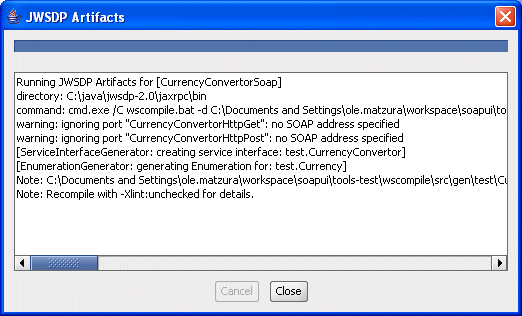 JWSDP Artifacts
Running JWSDP Artifacts for [CurrencyConvertorSoap]
directory: C:\java\jwsdp-2.0\jaxrpc\bin
command: cmd.exe /C wscompile.bat -d C:\Documents and Settings\ole.matzura\workspace\soapui\to
warning: ignoring port "CurrencyConvertorHttpGet": no SOAP address specified
warning: ignoring port "CurrencyConvertorHttpPost": no SOAP address specified
[ServiceInterfaceGenerator: creating service interface: test.CurrencyConvertor]
[EnumerationGenerator: generating Enumeration for: test.Currency]
Note: C:\Documents and Settings\ole.matzura\workspace\soapui\tools-test\wscompile\src\gen\test\Cu
Note: Recompile with -Xlint:unchecked for details.
Cancel Close